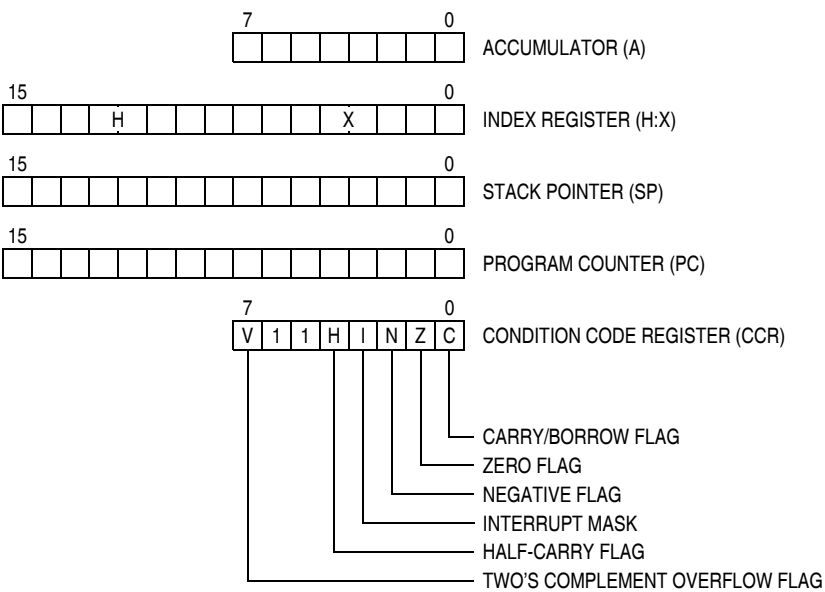 7 0
ACCUMULATOR (A)
15 0
H X INDEX REGISTER (H:X)
15 0
STACK POINTER (SP)
15 0
PROGRAM COUNTER (PC)
7 0
V 1 1 H I N Z C CONDITION CODE REGISTER (CCR)
CARRY/BORROW FLAG
ZERO FLAG
NEGATIVE FLAG
INTERRUPT MASK
HALF-CARRY FLAG
TWO'S COMPLEMENT OVERFLOW FLAG